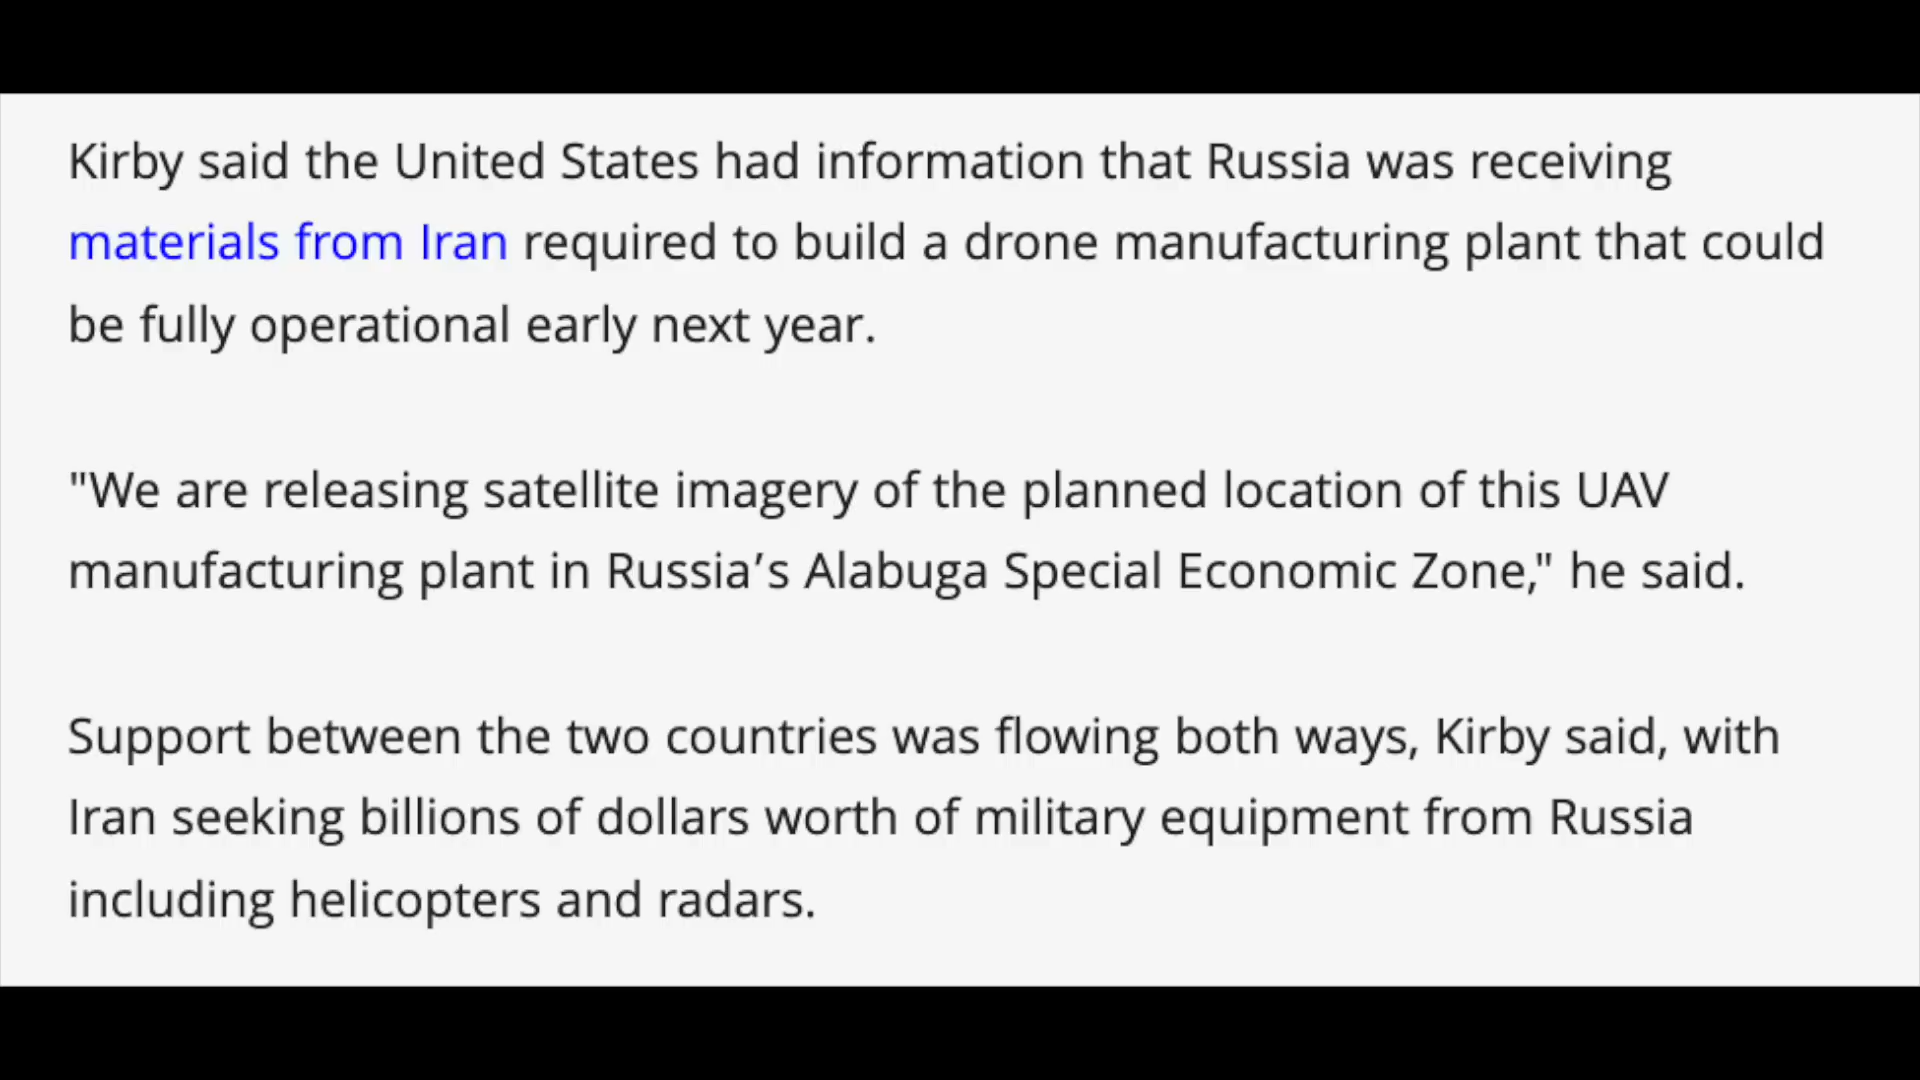 Kirby said the United States had information that Russia was receiving
materials from Iran required to build a drone manufacturing plant that could
be fully operational early next year.
"We are releasing satellite imagery of the planned location of this UAV
manufacturing plant in Russia’s Alabuga Special Economic Zone," he said.
Support between the two countries was flowing both ways, Kirby said, with
Iran seeking billions of dollars worth of military equipment from Russia
including helicopters and radars.